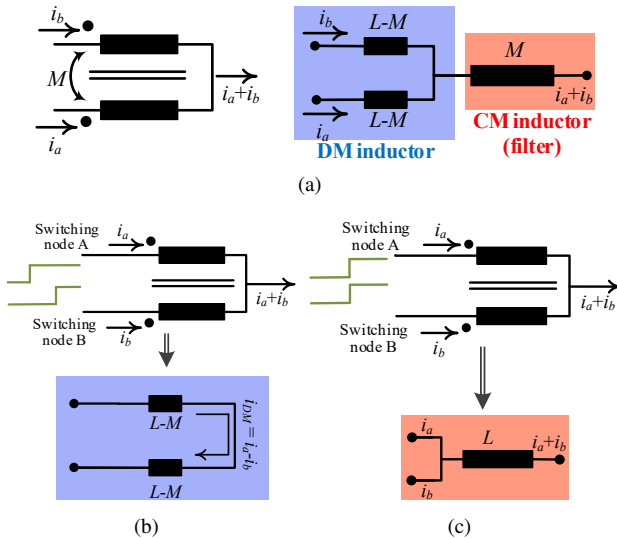 i_b
M
i_a+i_b
i_a
i_b
L-M
M
i_a
L-M
i_a+i_b
DM inductor
CM inductor
(filter)
(a)
Switching
node A
i_a
i_a+i_b
Switching
node B
i_b
L-M
i_DM = i_a-i_b
L-M
(b)
Switching
node A
i_a
i_a+i_b
Switching
node B
i_b
i_a
L
i_a+i_b
i_b
(c)